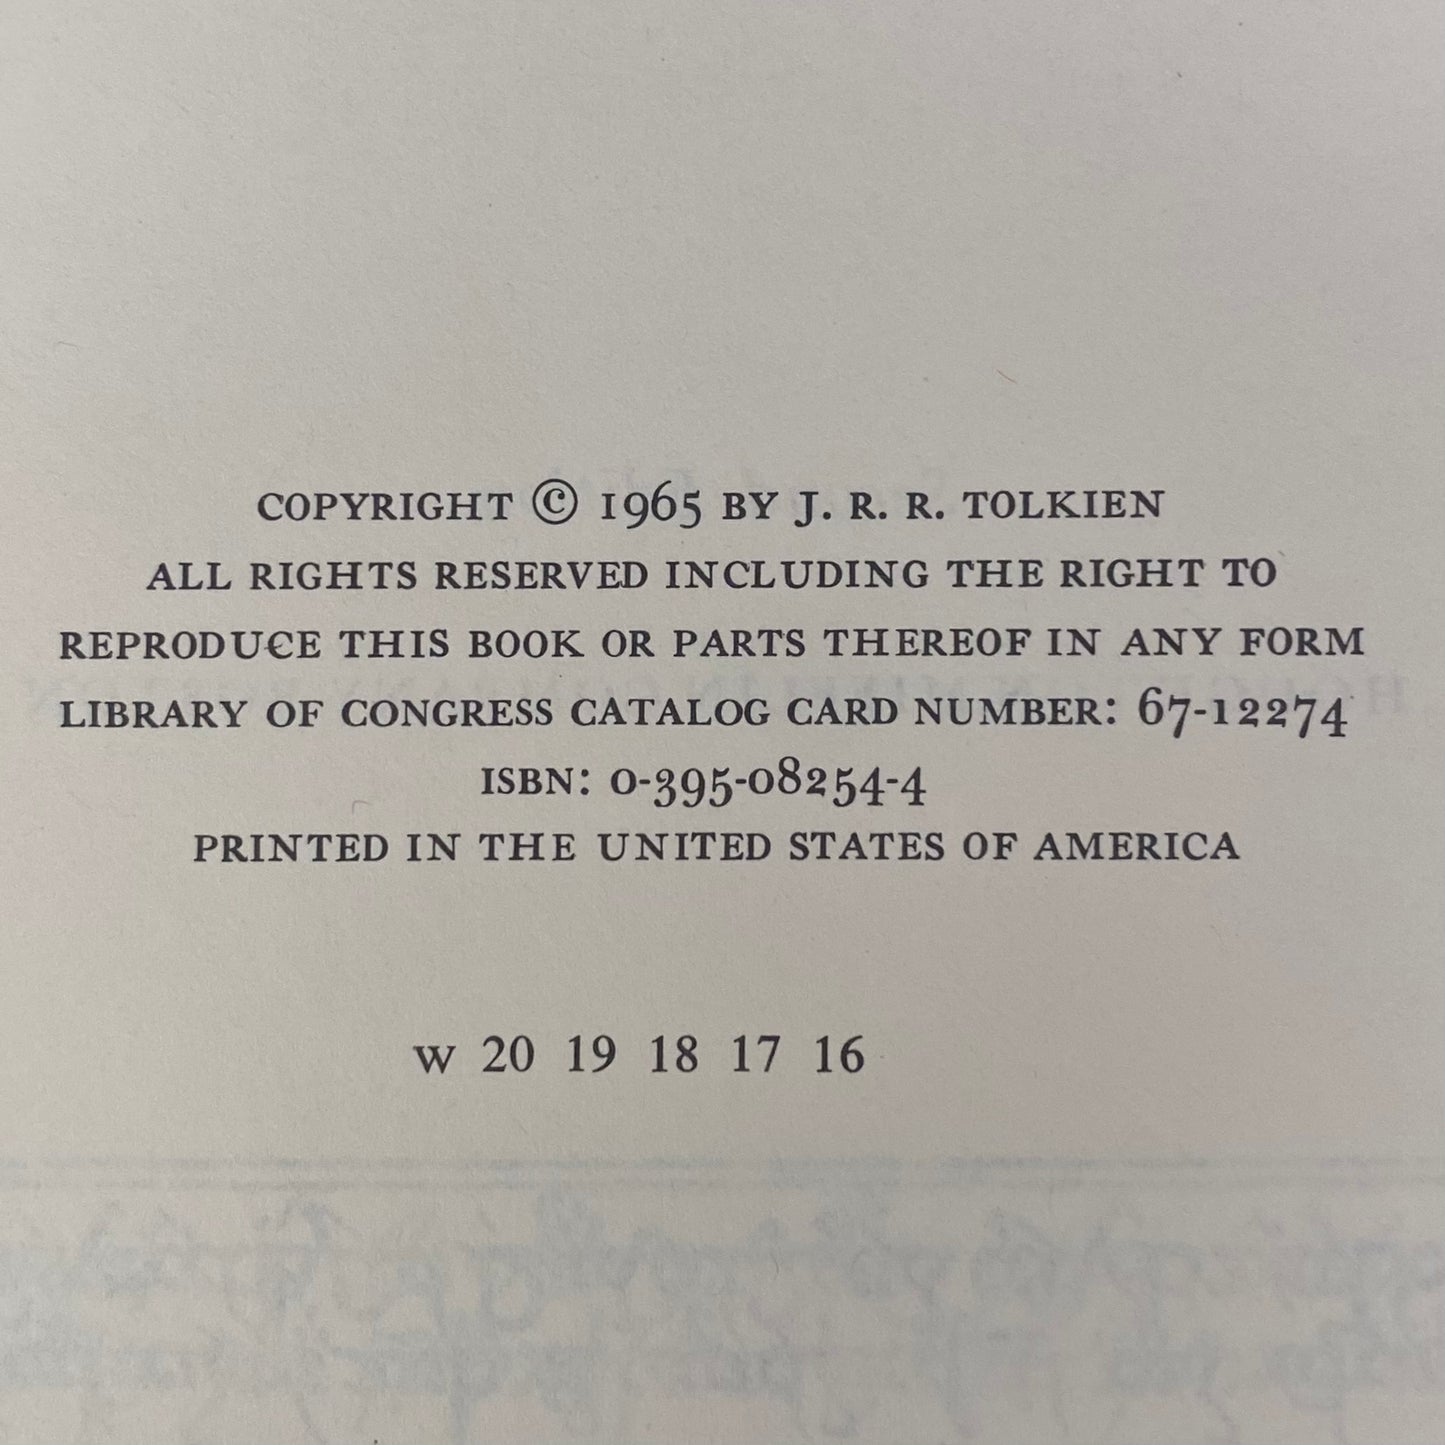 COPYRIGHT © 1965 BY J. R. R. TOLKIEN
ALL RIGHTS RESERVED INCLUDING THE RIGHT TO
REPRODUCE THIS BOOK OR PARTS THEREOF IN ANY FORM
LIBRARY OF CONGRESS CATALOG CARD NUMBER: 67-12274
ISBN: 0-395-08254-4
PRINTED IN THE UNITED STATES OF AMERICA
W 20 19 18 17 16